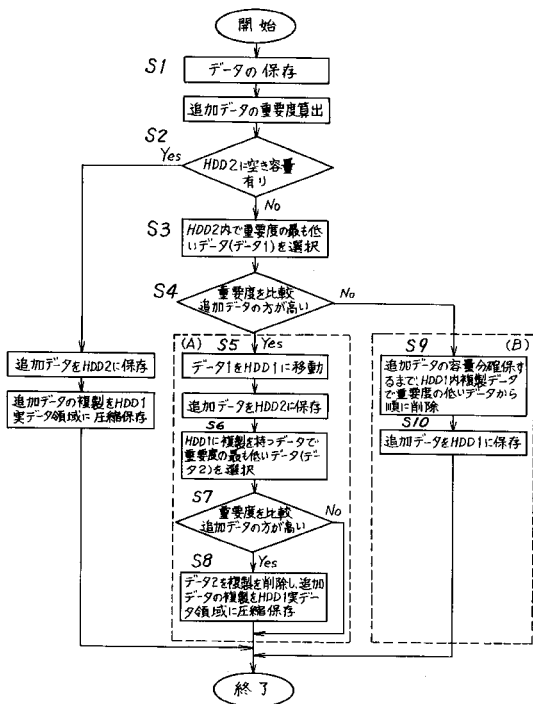 開始
S1
データの保存
追加データの重要度算出
S2
Yes
HDD2に空き容量
有り
No
S3
HDD2内で重要度の最も低
いデータ(データ1)を選択
S4
重要度を比較
追加データの方が高い
No
Yes
(A)
S5
データ1をHDD1に移動
追加データをHDD2に保存
S6
HDD1に複製を持つデータで
重要度の最も低いデータ(デー
タ2)を選択
S7
重要度を比較
追加データの方が高い
No
Yes
S8
データ2を複製を削除し、追加
データの複製をHDD1実デー
タ領域に圧縮保存
追加データをHDD2に保存
追加データの複製をHDD1
実データ領域に圧縮保存
(B)
S9
追加データの容量分確保す
るまで、HDD1内複製データ
で重要度の低いデータから
順に削除
S10
追加データをHDD1に保存
終了